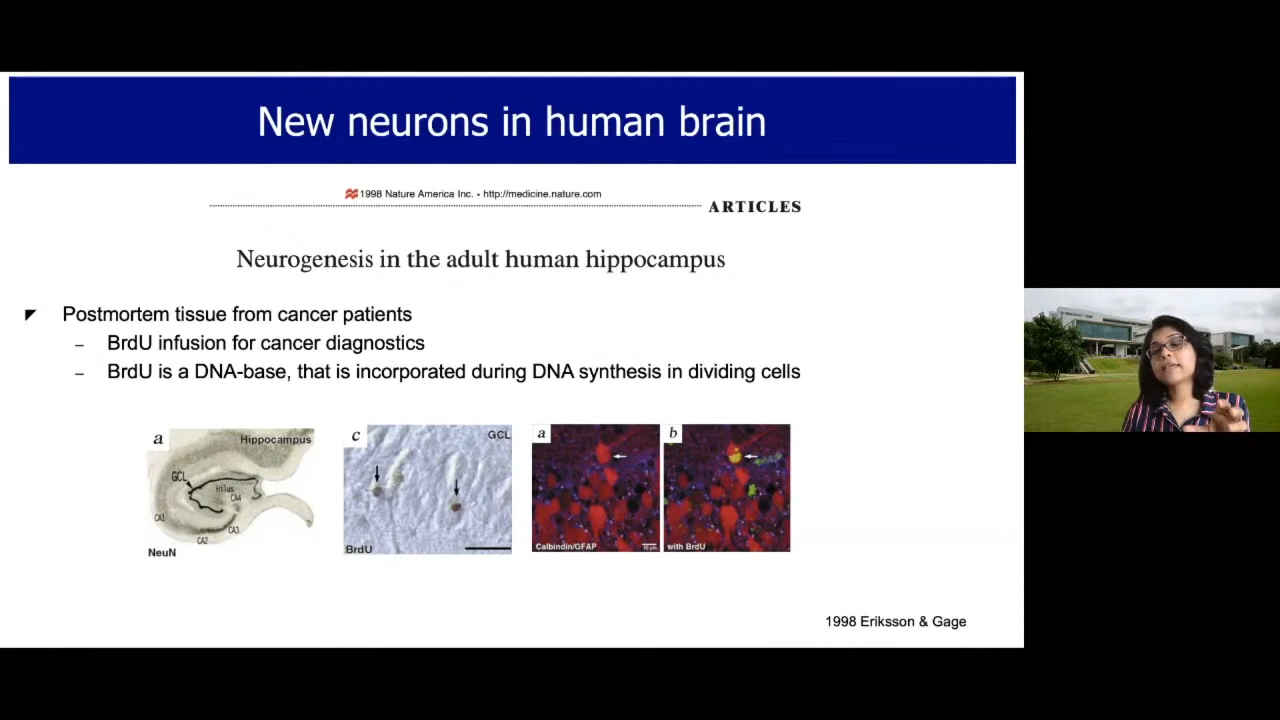 New neurons in human brain
1998 Nature America Inc. • http://medicine.nature.com
ARTICLES
Neurogenesis in the adult human hippocampus
Postmortem tissue from cancer patients
– BrdU infusion for cancer diagnostics
– BrdU is a DNA-base, that is incorporated during DNA synthesis in dividing cells
a Hippocampus
GCL
Hilus
CA4
CA1
CA3
CA2
NeuN
c GCL
BrdU
a
Calbindin/GFAP
b
with BrdU
1998 Eriksson & Gage